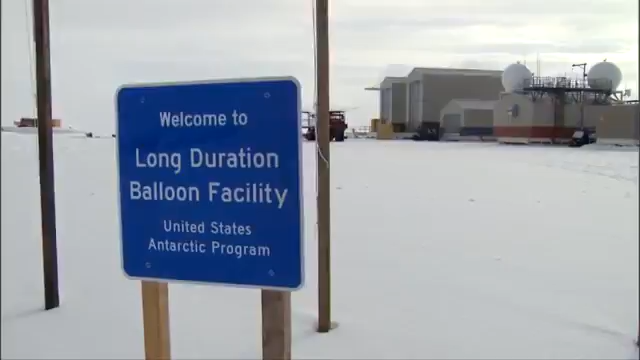 Welcome to
Long Duration
Balloon Facility
United States
Antarctic Program